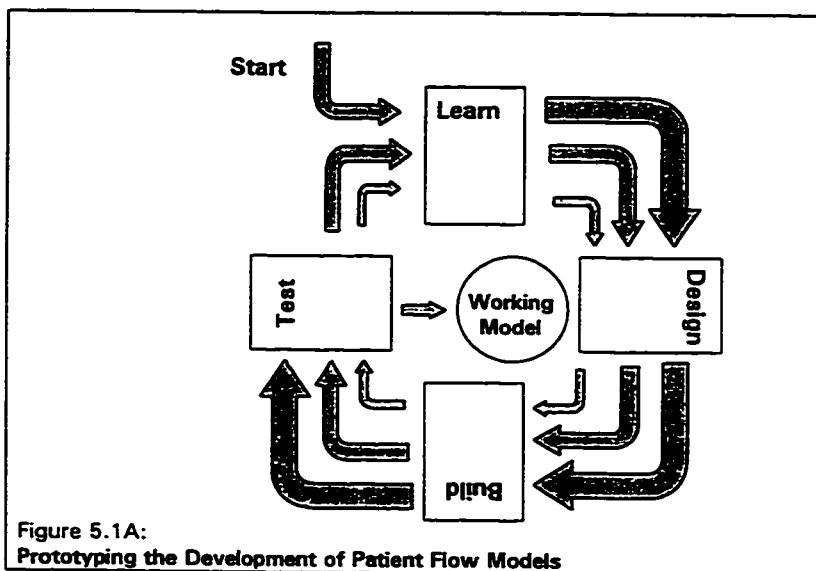 Start
Learn
Design
Test
Working
Model
Build
Figure 5.1A:
Prototyping the Development of Patient Flow Models